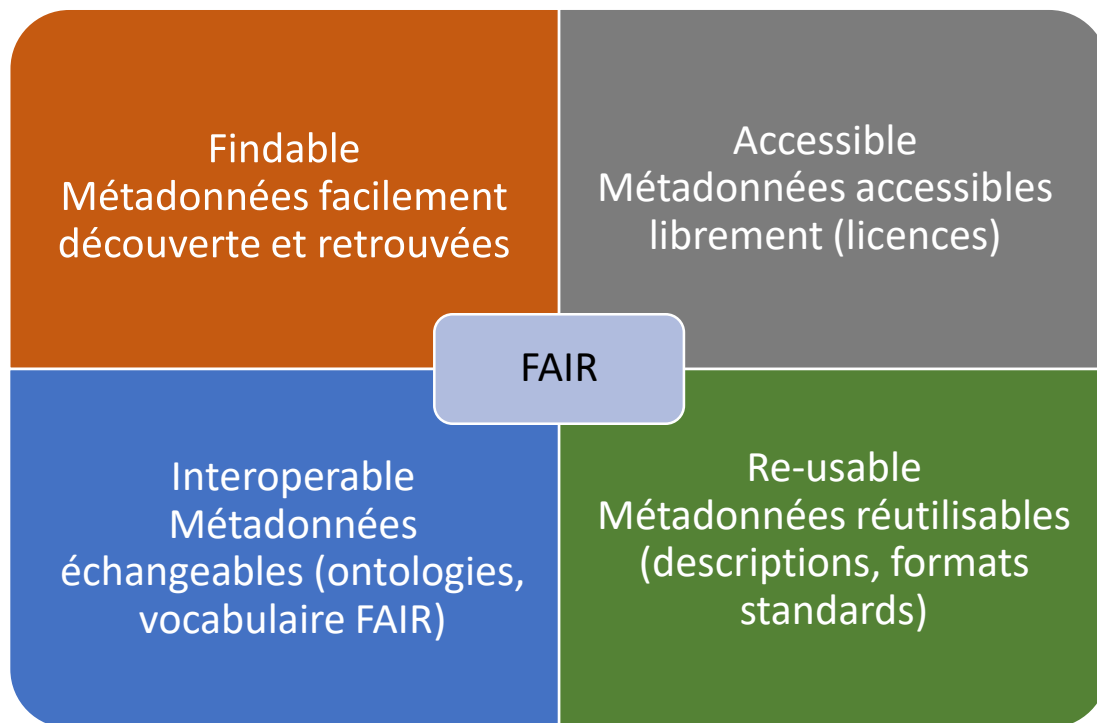 Findable
Métadonnées facilement
découverte et retrouvées
Accessible
Métadonnées accessibles
librement (licences)
FAIR
Interoperable
Métadonnées
échangeables (ontologies,
vocabulaire FAIR)
Re-usable
Métadonnées réutilisables
(descriptions, formats
standards)